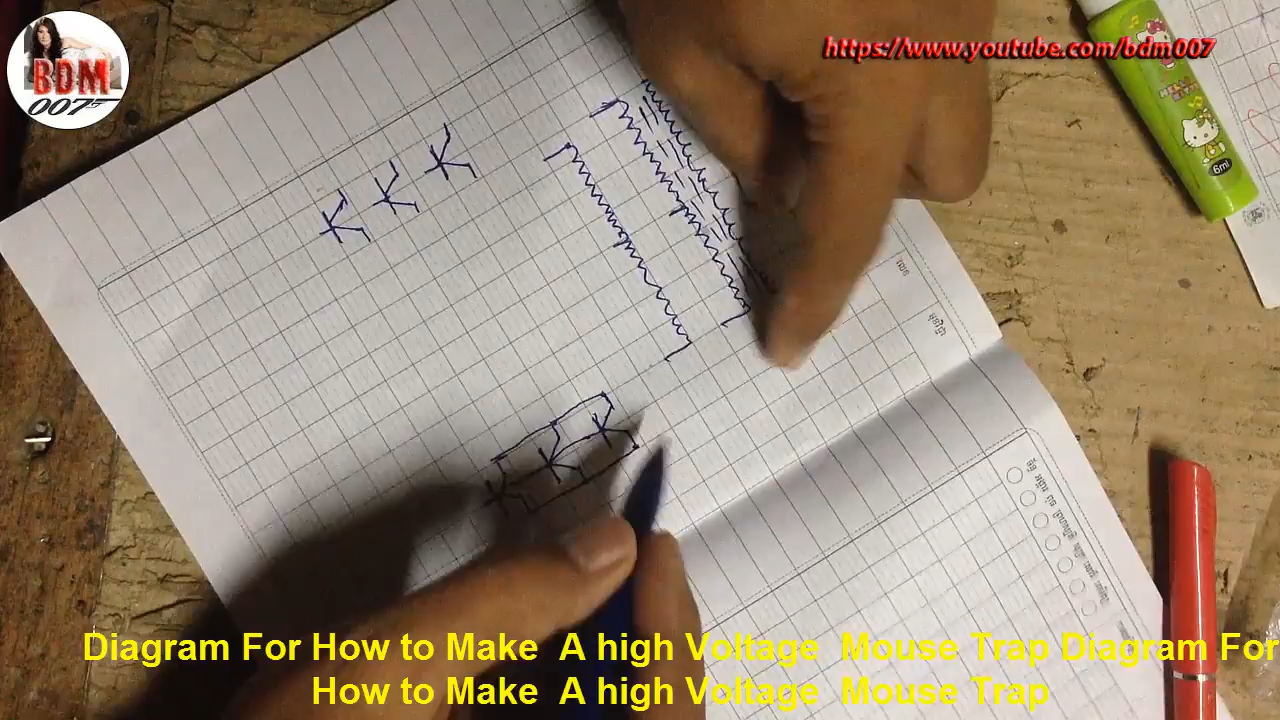 BDM
007
https://www.youtube.com/bdm007
6ml
Diagram For How to Make A high Voltage Mouse Trap Diagram For
How to Make A high Voltage Mouse Trap